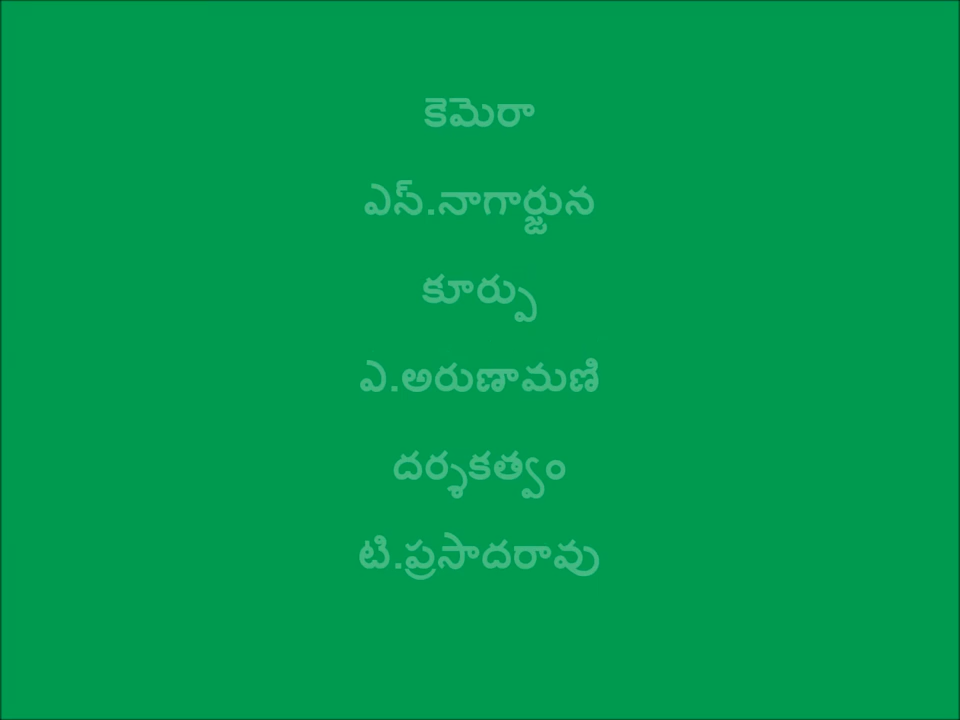 కెమెరా
ఎస్.నాగార్జున
కూర్పు
ఎ.అరుణామణి
దర్శకత్వం
టి.ప్రసాదరావు